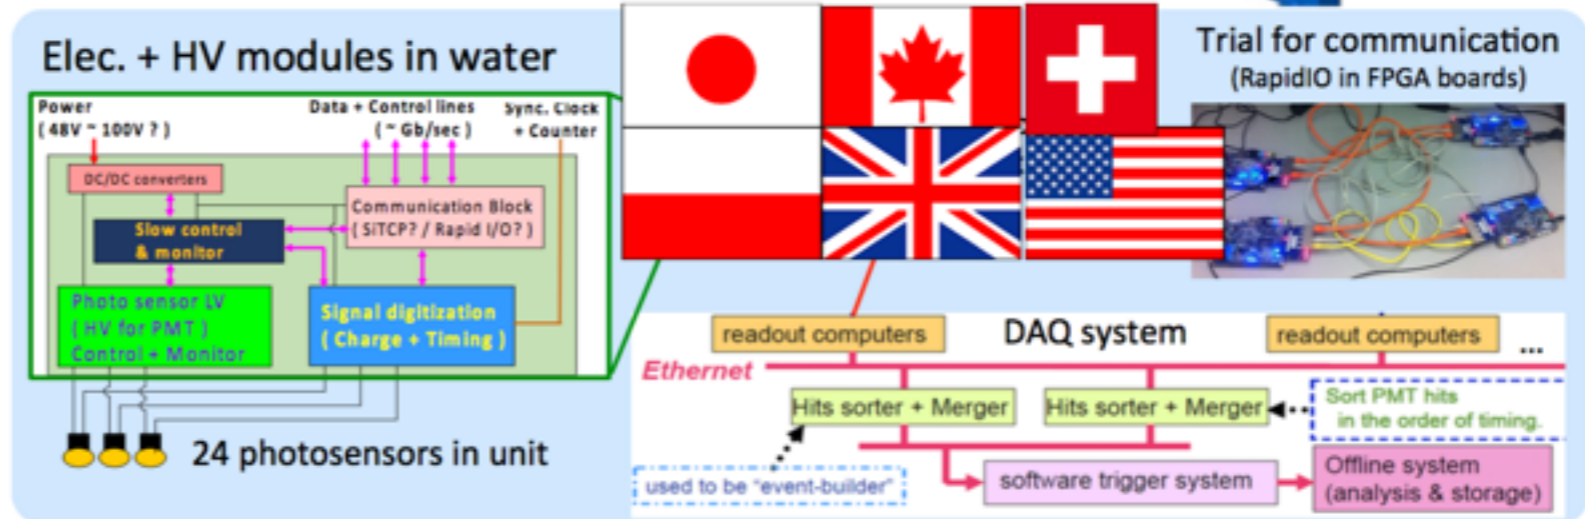 Elec. + HV modules in water
Power
( 48V ~ 100V ? )
Data + Control lines
( ~ Gb/sec )
Sync. Clock
+ Counter
DC/DC converters
Slow control
& monitor
Communication Block
( SiTCP? / Rapid I/O? )
Photo sensor LV
( HV for PMT )
Control + Monitor
Signal digitization
( Charge + Timing )
24 photosensors in unit
Trial for communication
(RapidIO in FPGA boards)
readout computers
DAQ system
readout computers
...
Ethernet
Hits sorter + Merger
Hits sorter + Merger
Sort PMT hits
in the order of timing.
used to be "event-builder"
software trigger system
Offline system
(analysis & storage)